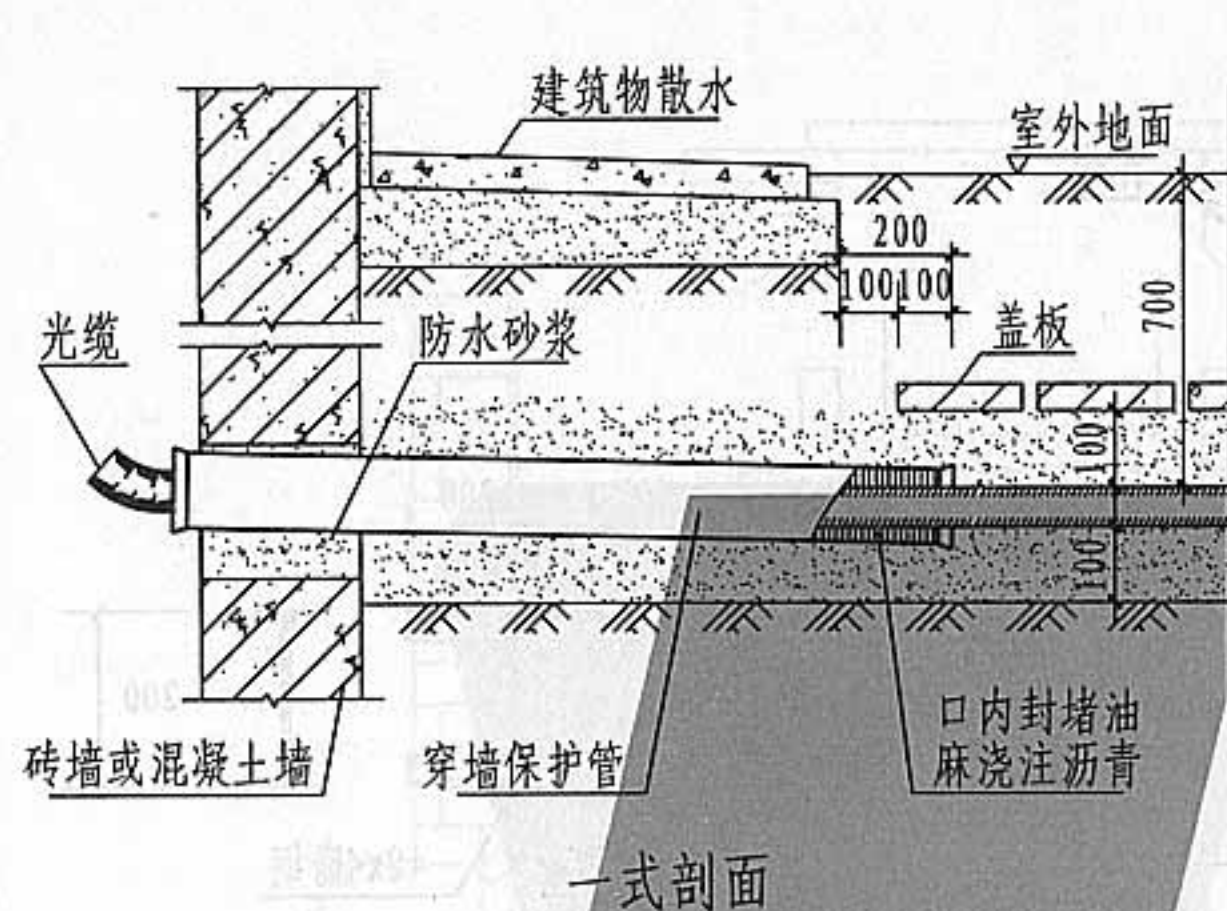 建筑物散水
室外地面
200
100
100
700
光缆
防水砂浆
盖板
100
100
砖墙或混凝土墙
穿墙保护管
口内封堵油
麻浇注沥青
一式剖面